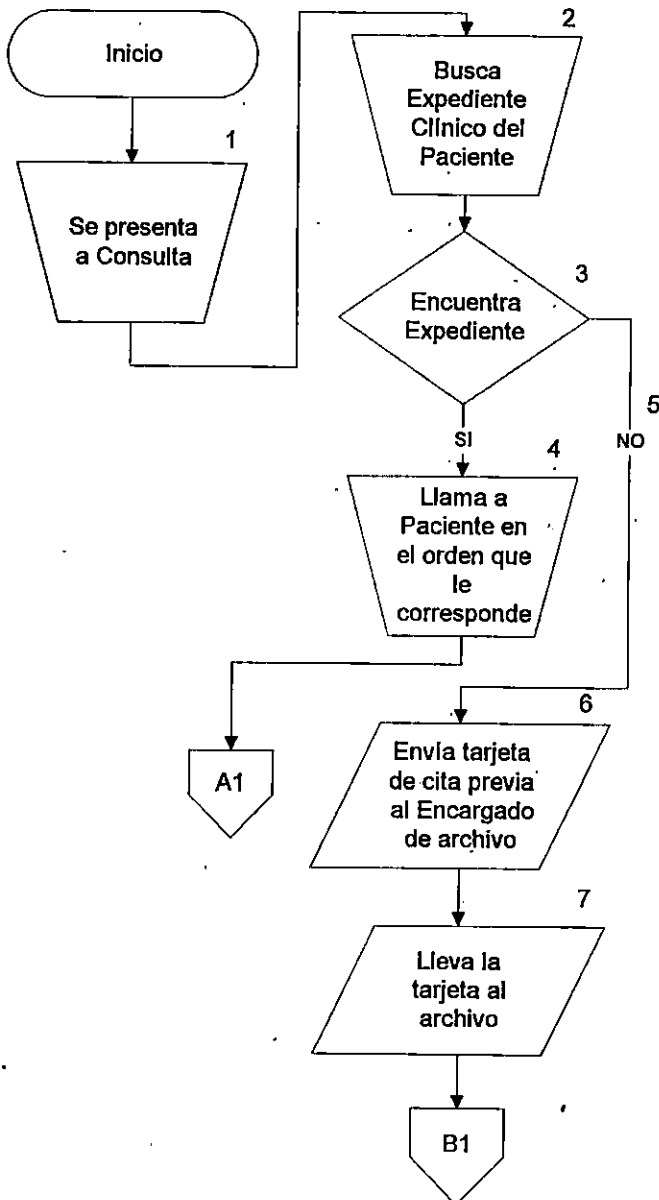 Inicio
1
Se presenta
a Consulta
2
Busca
Expediente
Clínico del
Paciente
3
Encuentra
Expediente
SI
4
Llama a
Paciente en
el orden que
le
corresponde
A1
5
NO
6
Envía tarjeta
de cita previa
al Encargado
de archivo
7
Lleva la
tarjeta al
archivo
B1